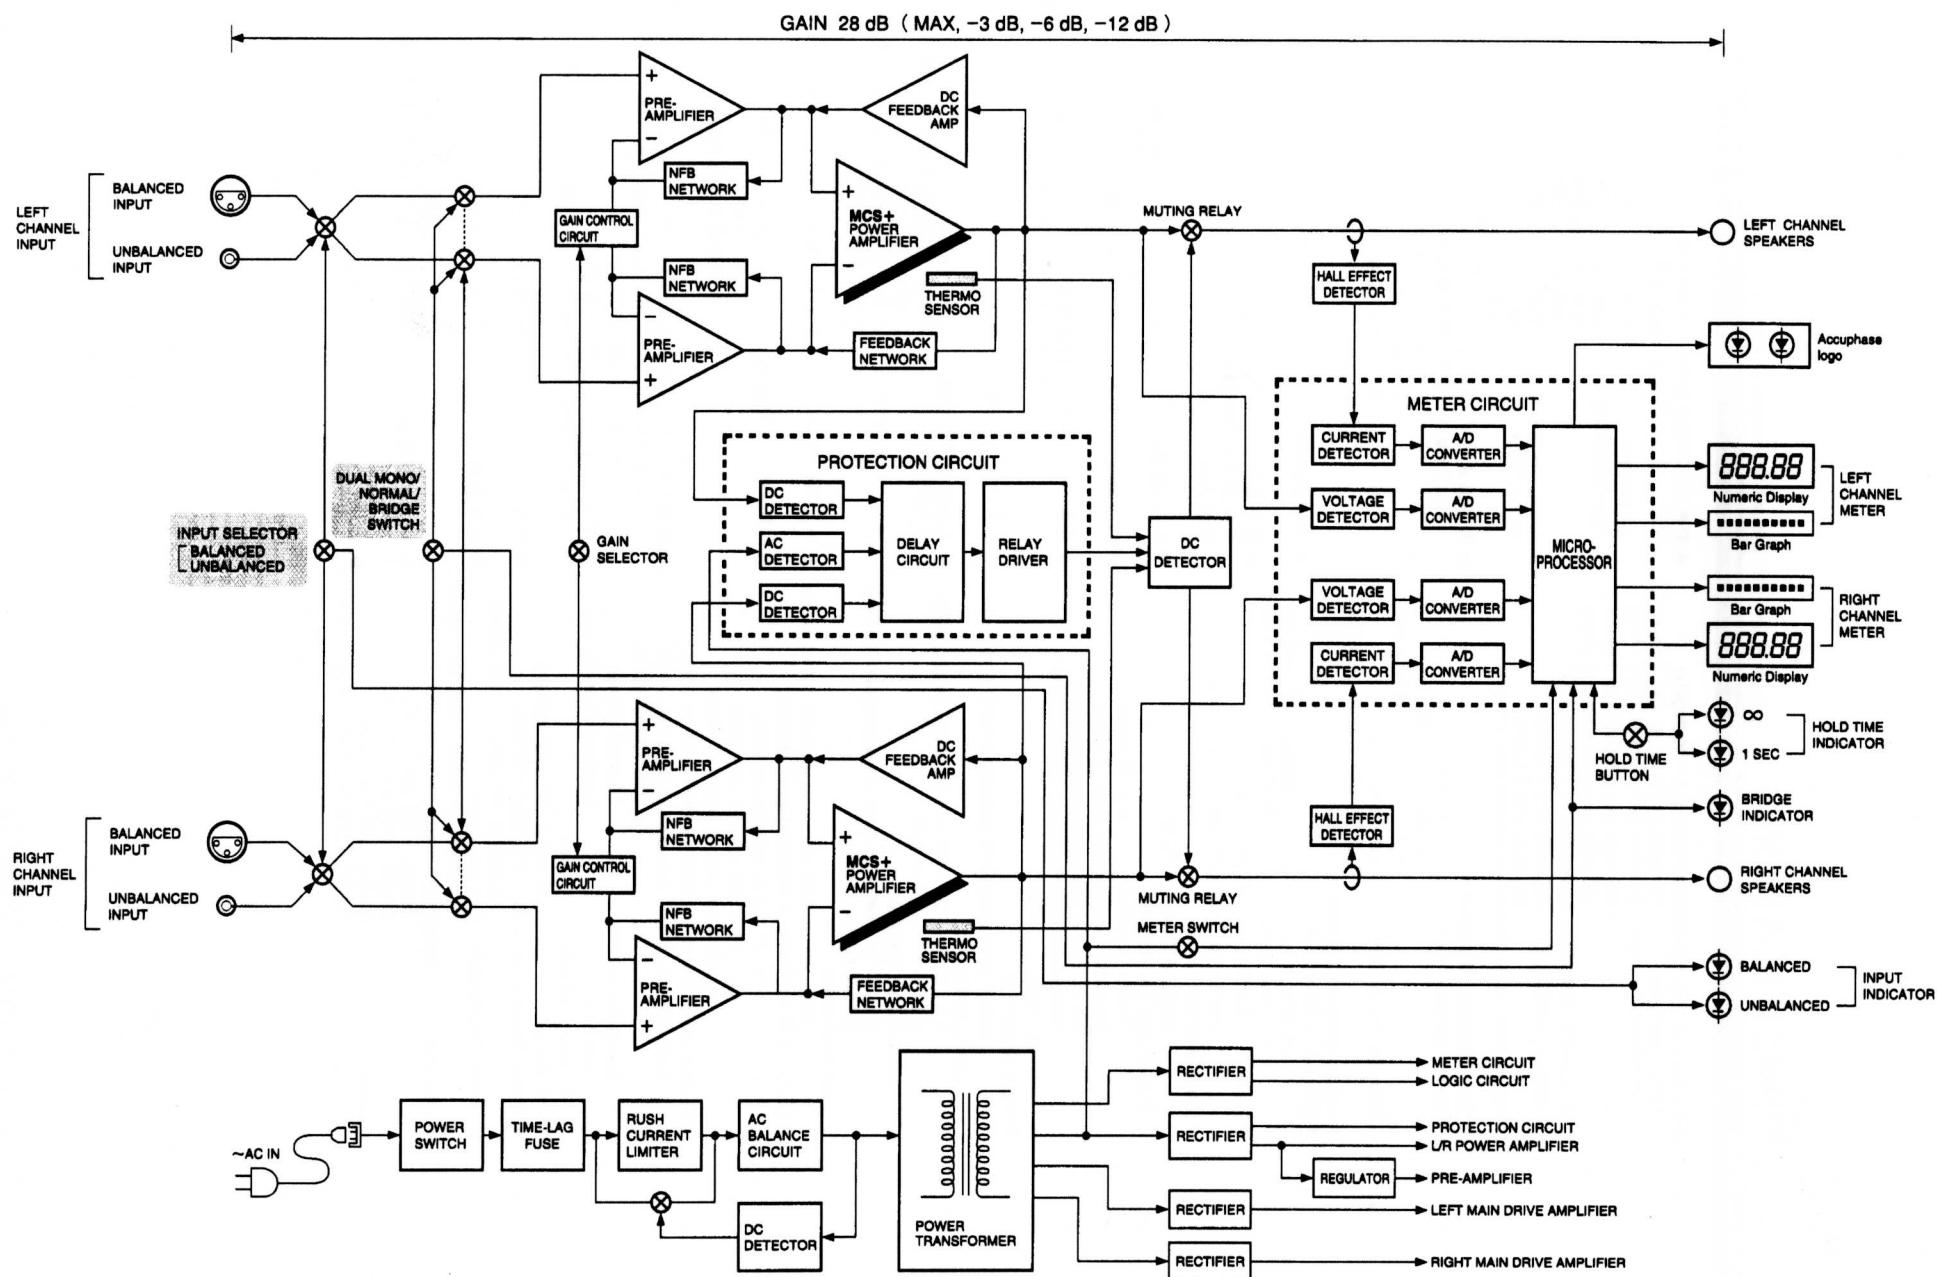 GAIN 28 dB ( MAX, −3 dB, −6 dB, −12 dB )
LEFT
CHANNEL
INPUT
BALANCED
INPUT
UNBALANCED
INPUT
+
PRE-
AMPLIFIER
−
DC
FEEDBACK
AMP
NFB
NETWORK
GAIN CONTROL
CIRCUIT
NFB
NETWORK
−
PRE-
AMPLIFIER
+
+
MCS+
POWER
AMPLIFIER
−
THERMO
SENSOR
FEEDBACK
NETWORK
MUTING RELAY
HALL EFFECT
DETECTOR
LEFT CHANNEL
SPEAKERS
Accuphase
logo
INPUT SELECTOR
BALANCED
UNBALANCED
DUAL MONO/
NORMAL/
BRIDGE
SWITCH
GAIN
SELECTOR
PROTECTION CIRCUIT
DC
DETECTOR
AC
DETECTOR
DC
DETECTOR
DELAY
CIRCUIT
RELAY
DRIVER
DC
DETECTOR
METER CIRCUIT
CURRENT
DETECTOR
A/D
CONVERTER
VOLTAGE
DETECTOR
A/D
CONVERTER
VOLTAGE
DETECTOR
A/D
CONVERTER
CURRENT
DETECTOR
A/D
CONVERTER
MICRO-
PROCESSOR
888.88
Numeric Display
Bar Graph
LEFT
CHANNEL
METER
Bar Graph
888.88
Numeric Display
RIGHT
CHANNEL
METER
HOLD TIME
BUTTON
∞
1 SEC
HOLD TIME
INDICATOR
BRIDGE
INDICATOR
RIGHT
CHANNEL
INPUT
BALANCED
INPUT
UNBALANCED
INPUT
+
PRE-
AMPLIFIER
−
DC
FEEDBACK
AMP
NFB
NETWORK
GAIN CONTROL
CIRCUIT
NFB
NETWORK
−
PRE-
AMPLIFIER
+
+
MCS+
POWER
AMPLIFIER
−
THERMO
SENSOR
FEEDBACK
NETWORK
HALL EFFECT
DETECTOR
MUTING RELAY
METER SWITCH
RIGHT CHANNEL
SPEAKERS
BALANCED
UNBALANCED
INPUT
INDICATOR
~AC IN
POWER
SWITCH
TIME-LAG
FUSE
RUSH
CURRENT
LIMITER
AC
BALANCE
CIRCUIT
DC
DETECTOR
POWER
TRANSFORMER
RECTIFIER
METER CIRCUIT
LOGIC CIRCUIT
RECTIFIER
PROTECTION CIRCUIT
L/R POWER AMPLIFIER
REGULATOR
PRE-AMPLIFIER
RECTIFIER
LEFT MAIN DRIVE AMPLIFIER
RECTIFIER
RIGHT MAIN DRIVE AMPLIFIER